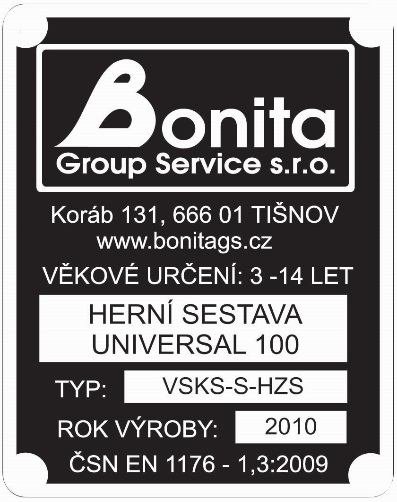 Bonita
Group Service s.r.o.
Koráb 131, 666 01 TIŠNOV
www.bonitags.cz
VĚKOVÉ URČENÍ: 3 -14 LET
HERNÍ SESTAVA
UNIVERSAL 100
TYP: VSKS-S-HZS
ROK VÝROBY: 2010
ČSN EN 1176 - 1,3:2009